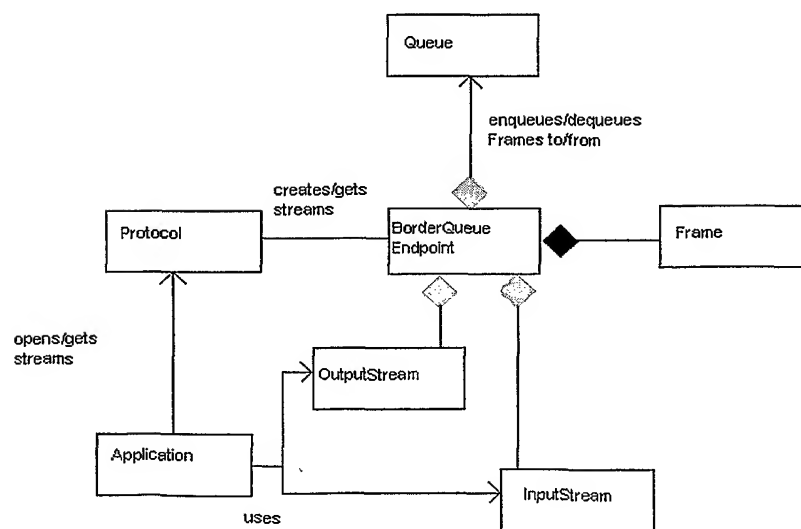 Queue
enqueues/dequeues
Frames to/from
creates/gets
streams
Protocol
BorderQueue
Endpoint
Frame
opens/gets
streams
OutputStream
Application
InputStream
uses